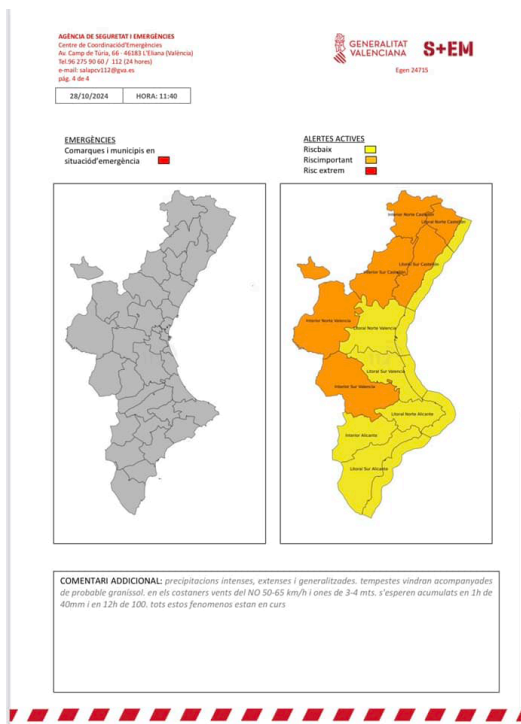 AGÈNCIA DE SEGURETAT I EMERGÈNCIES
Centre de Coordinaciód'Emergències
Av. Camp de Túria, 66 - 46183 L'Eliana (València)
Tel.96 275 90 60 / 112 (24 hores)
e-mail: salapcv112@gva.es
pág. 4 de 4
GENERALITAT
VALENCIANA
S+EM
Egen 24715
28/10/2024 HORA: 11:40
EMERGÈNCIES
Comarques i municipis en
situaciód'emergència
ALERTES ACTIVES
Riscbaix
Riscimportant
Risc extrem
Interior Norte Castellón
Litoral Norte Castellón
Litoral Sur Castellón
Interior Sur Castellón
Interior Norte Valencia
Litoral Norte Valencia
Litoral Sur Valencia
Interior Sur Valencia
Litoral Norte Alicante
Interior Alicante
Litoral Sur Alicante
COMENTARI ADDICIONAL: precipitacions intenses, extenses i generalitzades. tempestes vindran acompanyades
de probable granissol. en els costaners vents del NO 50-65 km/h i ones de 3-4 mts. s'esperen acumulats en 1h de
40mm i en 12h de 100. tots estos fenomenos estan en curs